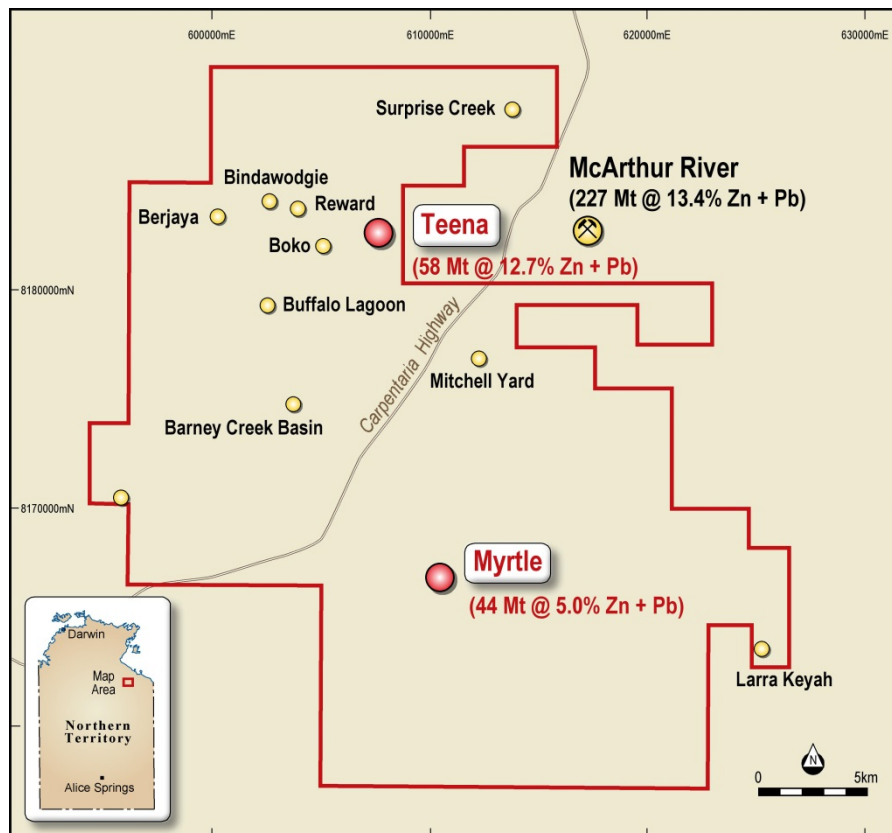 600000mE
610000mE
620000mE
630000mE
Surprise Creek
McArthur River
(227 Mt @ 13.4% Zn + Pb)
Bindawodgie
Reward
Berjaya
Boko
Teena
(58 Mt @ 12.7% Zn + Pb)
8180000mN
Buffalo Lagoon
Carpentaria Highway
Mitchell Yard
Barney Creek Basin
8170000mN
Myrtle
(44 Mt @ 5.0% Zn + Pb)
Larra Keyah
Darwin
Map
Area
Northern
Territory
Alice Springs
N
0
5km